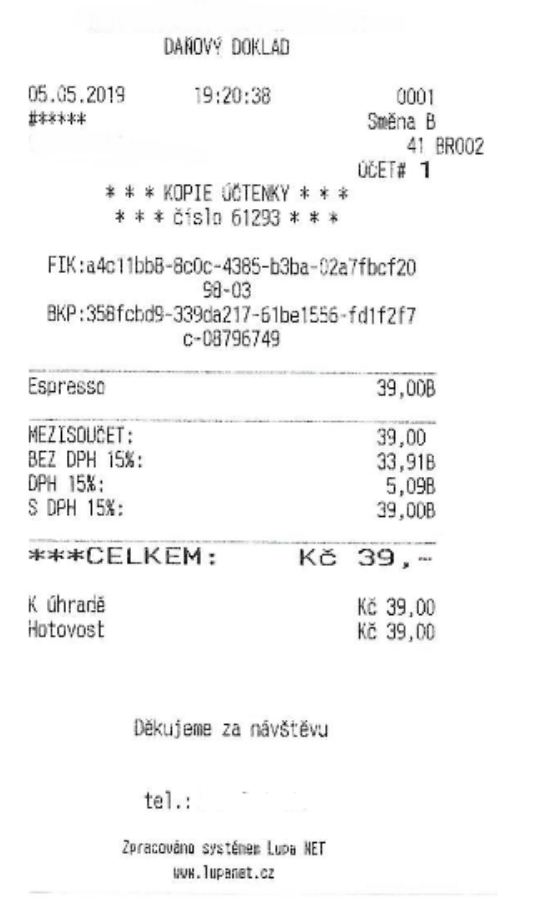 DAŇOVÝ DOKLAD
05.05.2019 19:20:38 0001
#***** Směna B
41 BR002
ÚČET# 1
* * * KOPIE ÚČTENKY * * *
* * * číslo 61293 * * *
FIK:a4c11bb8-8c0c-4385-b3ba-02a7fbcf20
98-03
BKP:358fcbd9-339da217-61be1556-fd1f2f7
c-08796749
Espresso 39,00B
MEZISOUČET: 39,00
BEZ DPH 15%: 33,91B
DPH 15%: 5,09B
S DPH 15%: 39,00B
***CELKEM: Kč 39,-
K úhradě Kč 39,00
Hotovost Kč 39,00
Děkujeme za návštěvu
tel.:
Zpracováno systémem Lupa NET
www.lupanet.cz